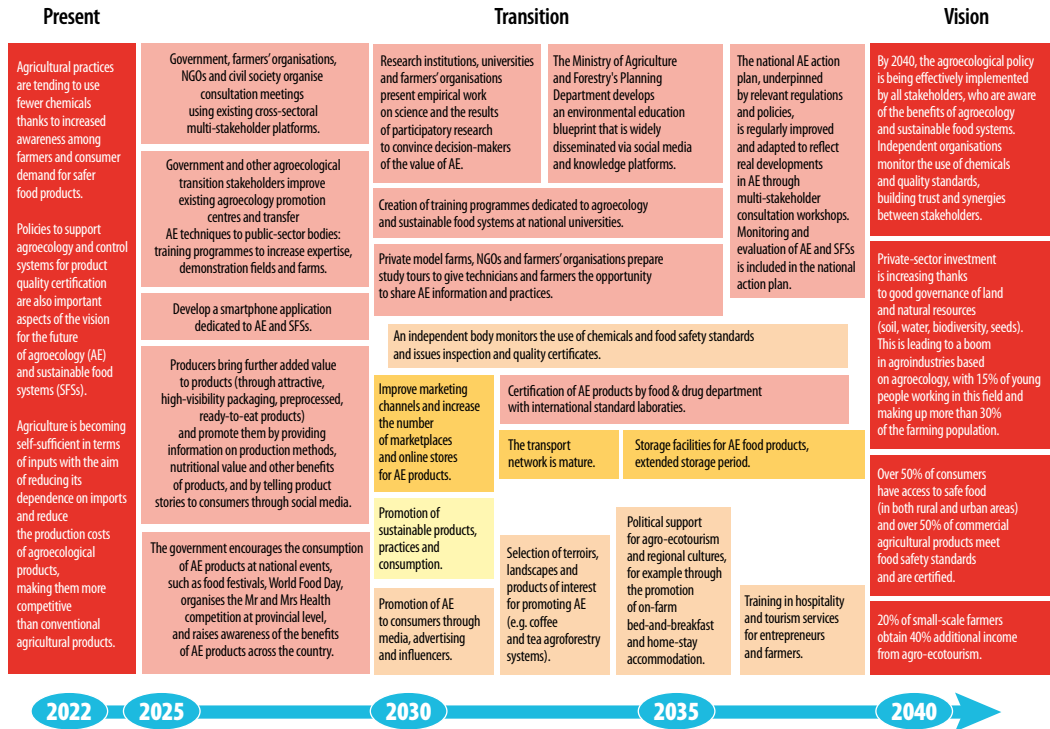 Present
Transition
Vision
Agricultural practices
are tending to use
fewer chemicals
thanks to increased
awareness among
farmers and consumer
demand for safer
food products.
Policies to support
agroecology and control
systems for product
quality certification
are also important
aspects of the vision
for the future
of agroecology (AE)
and sustainable food
systems (SFSs).
Agriculture is becoming
self-sufficient in terms
of inputs with the aim
of reducing its
dependence on imports
and reduce
the production costs
of agroecological
products,
making them more
competitive
than conventional
agricultural products.
Government, farmers' organisations,
NGOs and civil society organise
consultation meetings
using existing cross-sectoral
multi-stakeholder platforms.
Government and other agroecological
transition stakeholders improve
existing agroecology promotion
centres and transfer
AE techniques to public-sector bodies:
training programmes to increase expertise,
demonstration fields and farms.
Develop a smartphone application
dedicated to AE and SFSs.
Producers bring further added value
to products (through attractive,
high-visibility packaging, preprocessed,
ready-to-eat products)
and promote them by providing
information on production methods,
nutritional value and other benefits
of products, and by telling product
stories to consumers through social media.
The government encourages the consumption
of AE products at national events,
such as food festivals, World Food Day,
organises the Mr and Mrs Health
competition at provincial level,
and raises awareness of the benefits
of AE products across the country.
Research institutions, universities
and farmers' organisations
present empirical work
on science and the results
of participatory research
to convince decision-makers
of the value of AE.
The Ministry of Agriculture
and Forestry's Planning
Department develops
an environmental education
blueprint that is widely
disseminated via social media
and knowledge platforms.
The national AE action
plan, underpinned
by relevant regulations
and policies,
is regularly improved
and adapted to reflect
real developments
in AE through
multi-stakeholder
consultation workshops.
Monitoring and
evaluation of AE and SFSs
is included in the national
action plan.
Creation of training programmes dedicated to agroecology
and sustainable food systems at national universities.
Private model farms, NGOs and farmers' organisations prepare
study tours to give technicians and farmers the opportunity
to share AE information and practices.
An independent body monitors the use of chemicals and food safety standards
and issues inspection and quality certificates.
Improve marketing
channels and increase
the number
of marketplaces
and online stores
for AE products.
Certification of AE products by food & drug department
with international standard laboraties.
The transport
network is mature.
Storage facilities for AE food products,
extended storage period.
Promotion of
sustainable products,
practices and
consumption.
Promotion of AE
to consumers through
media, advertising
and influencers.
Selection of terroirs,
landscapes and
products of interest
for promoting AE
(e.g. coffee
and tea agroforestry
systems).
Political support
for agro-ecotourism
and regional cultures,
for example through
the promotion
of on-farm
bed-and-breakfast
and home-stay
accommodation.
Training in hospitality
and tourism services
for entrepreneurs
and farmers.
By 2040, the agroecological policy
is being effectively implemented
by all stakeholders, who are aware
of the benefits of agroecology
and sustainable food systems.
Independent organisations
monitor the use of chemicals
and quality standards,
building trust and synergies
between stakeholders.
Private-sector investment
is increasing thanks
to good governance of land
and natural resources
(soil, water, biodiversity, seeds).
This is leading to a boom
in agroindustries based
on agroecology, with 15% of young
people working in this field and
making up more than 30%
of the farming population.
Over 50% of consumers
have access to safe food
(in both rural and urban areas)
and over 50% of commercial
agricultural products meet
food safety standards
and are certified.
20% of small-scale farmers
obtain 40% additional income
from agro-ecotourism.
2022
2025
2030
2035
2040